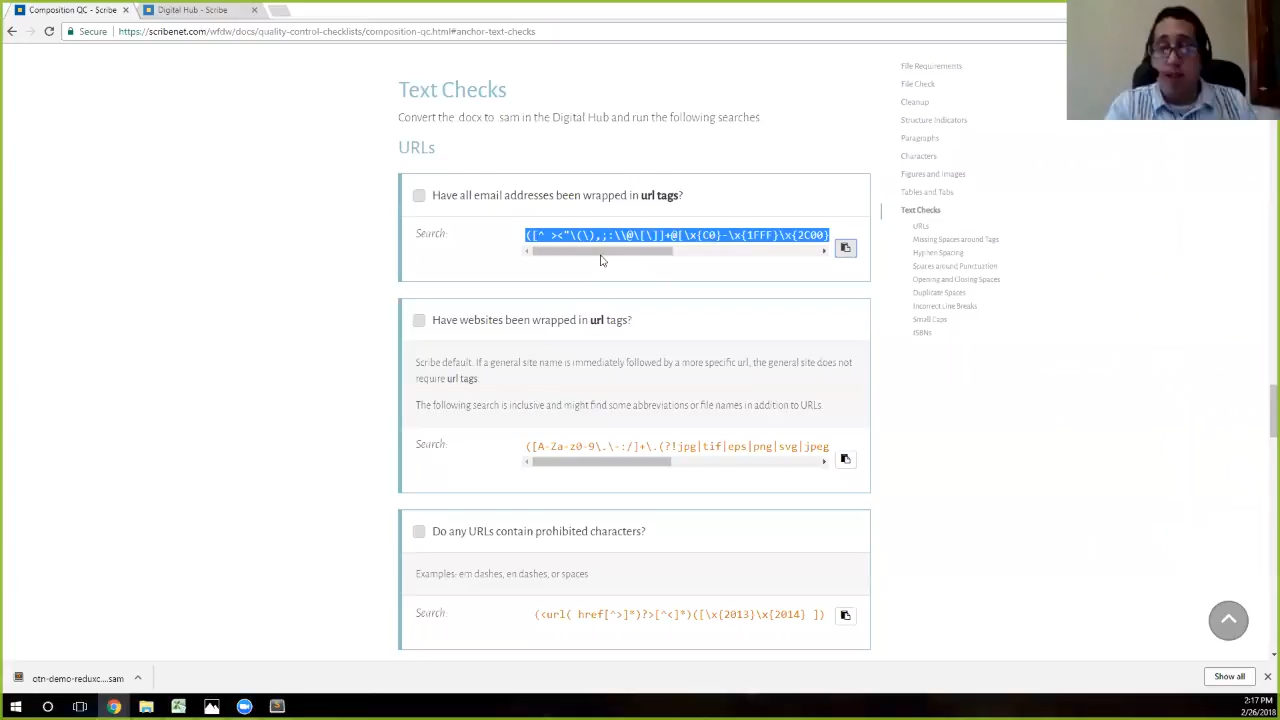 Composition QC - Scribe
Digital Hub - Scribe
Secure
https://scribenet.com/wfdw/docs/quality-control-checklists/composition-qc.html#anchor-text-checks
Text Checks
Convert the .docx to .sam in the Digital Hub and run the following searches.
URLs
Have all email addresses been wrapped in url tags?
Search:
([^ ><"\(\),;:\\@\[\]]+@[\x{C0}-\x{1FFF}\x{2C00}
Have websites been wrapped in url tags?
Scribe default: If a general site name is immediately followed by a more specific url, the general site does not
require url tags.
The following search is inclusive and might find some abbreviations or file names in addition to URLs.
Search:
([A-Za-z0-9\.\-:/]+\.(?!jpg|tif|eps|png|svg|jpeg
Do any URLs contain prohibited characters?
Examples: em dashes, en dashes, or spaces
Search:
(<url( href[^>]*)?>[^<]*)([\x{2013}\x{2014} ])
File Requirements
File Check
Cleanup
Structure Indicators
Paragraphs
Characters
Figures and Images
Tables and Tabs
Text Checks
URLs
Missing Spaces around Tags
Hyphen Spacing
Spaces around Punctuation
Opening and Closing Spaces
Duplicate Spaces
Incorrect Line Breaks
Small Caps
ISBNs
otn-demo-reduxc....sam
Show all
2:17 PM
2/26/2018